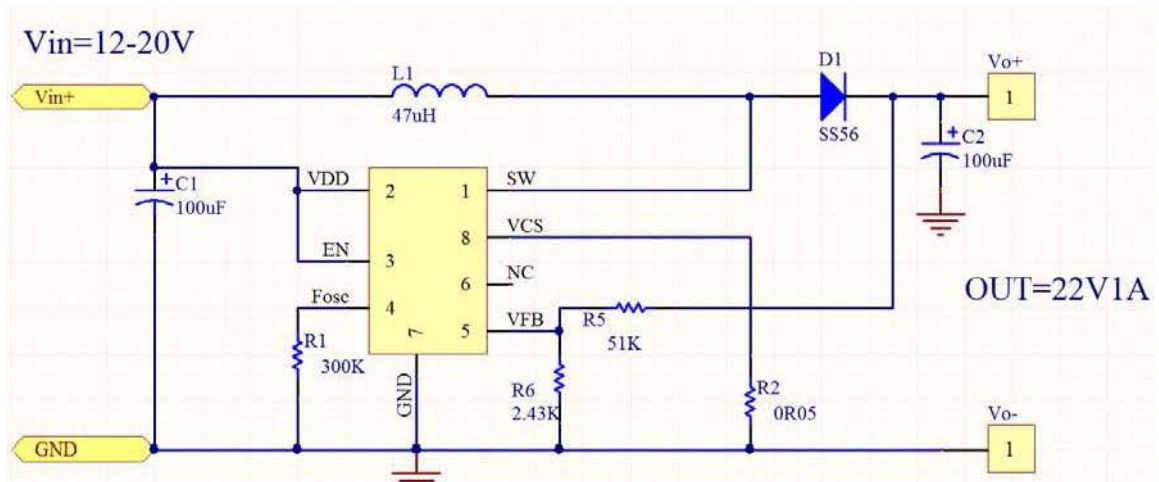 Vin=12-20V
Vin+
L1
47uH
D1
SS56
Vo+
1
C2
100uF
C1
100uF
VDD
2
1
SW
8
VCS
EN
3
6
NC
Fosc
4
5
VFB
7
GND
R1
300K
R5
51K
R6
2.43K
R2
0R05
OUT=22V1A
GND
Vo-
1